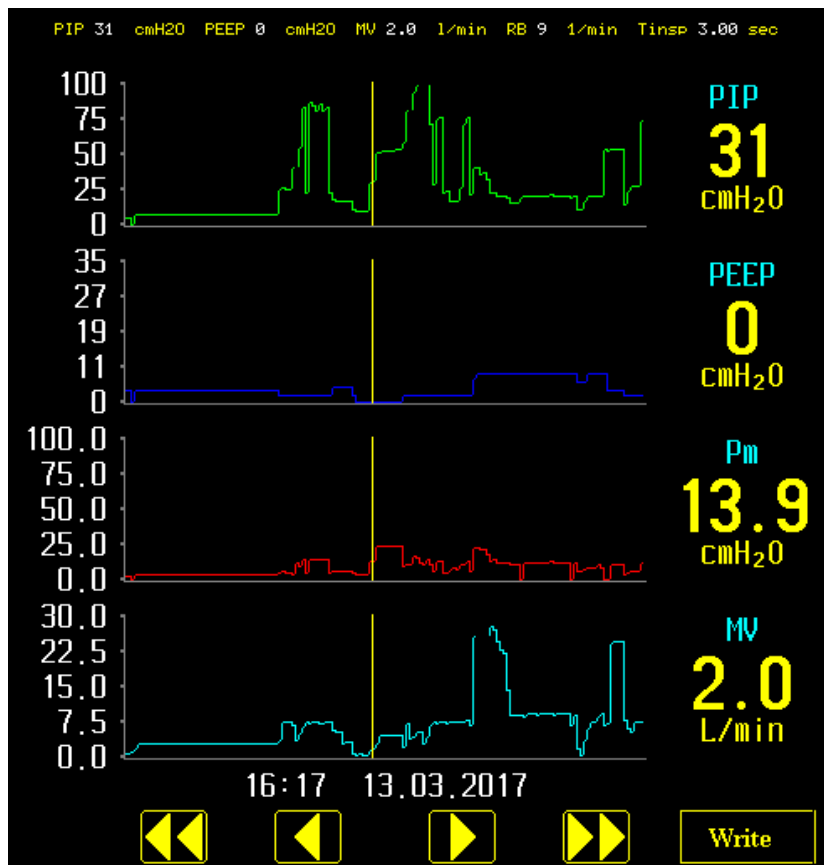 PIP 31 cmH2O PEEP 0 cmH2O MV 2.0 l/min RB 9 1/min Tinsp 3.00 sec
100
75
50
25
0
PIP
31
cmH2O
35
27
19
11
0
PEEP
0
cmH2O
100.0
75.0
50.0
25.0
0.0
Pm
13.9
cmH2O
30.0
22.5
15.0
7.5
0.0
MV
2.0
L/min
16:17 13.03.2017
Write